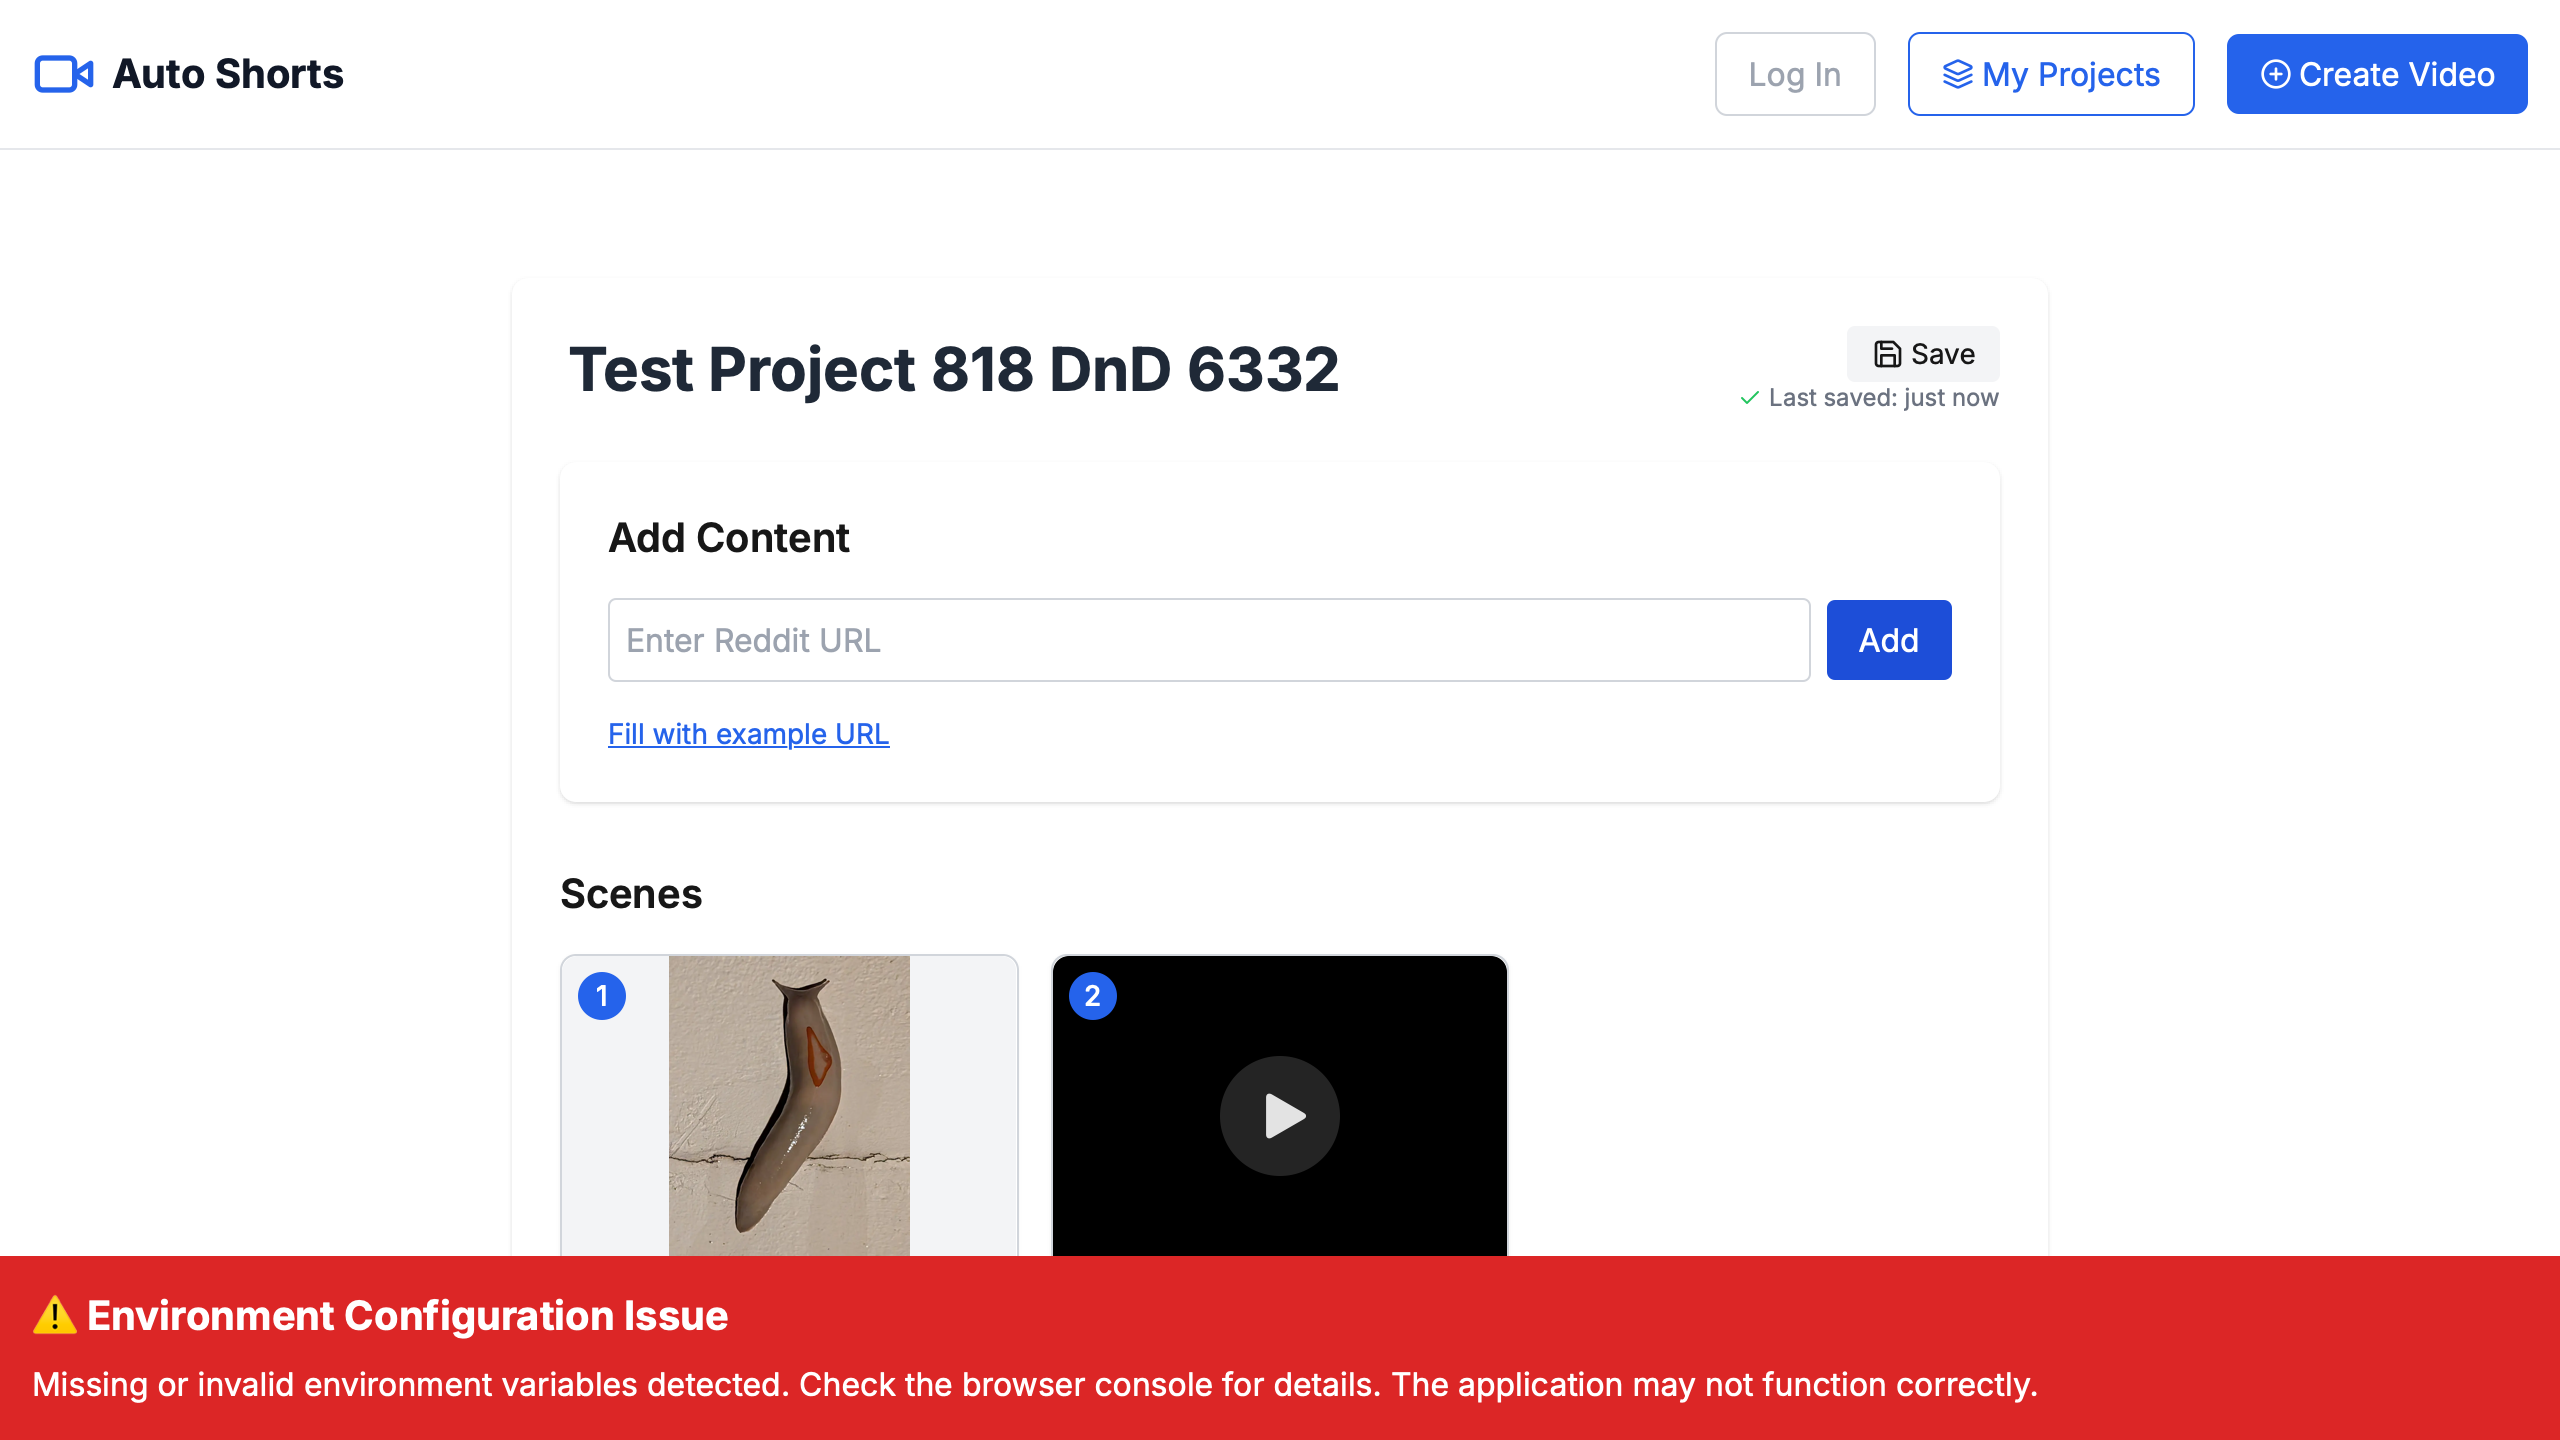 Auto Shorts
Log In
My Projects
Create Video
Test Project 818 DnD 6332
Save
Last saved: just now
Add Content
Enter Reddit URL
Add
Fill with example URL
Scenes
1
2
⚠️ Environment Configuration Issue
Missing or invalid environment variables detected. Check the browser console for details. The application may not function correctly.